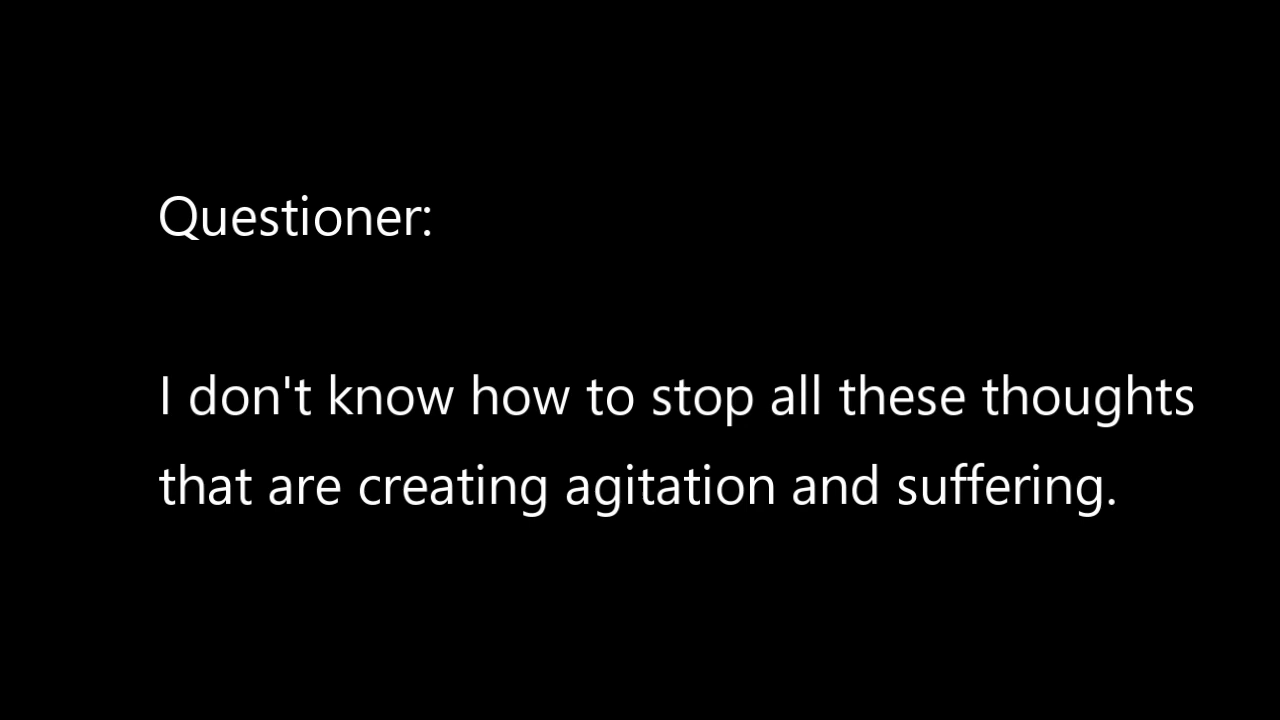 Questioner:
I don't know how to stop all these thoughts
that are creating agitation and suffering.